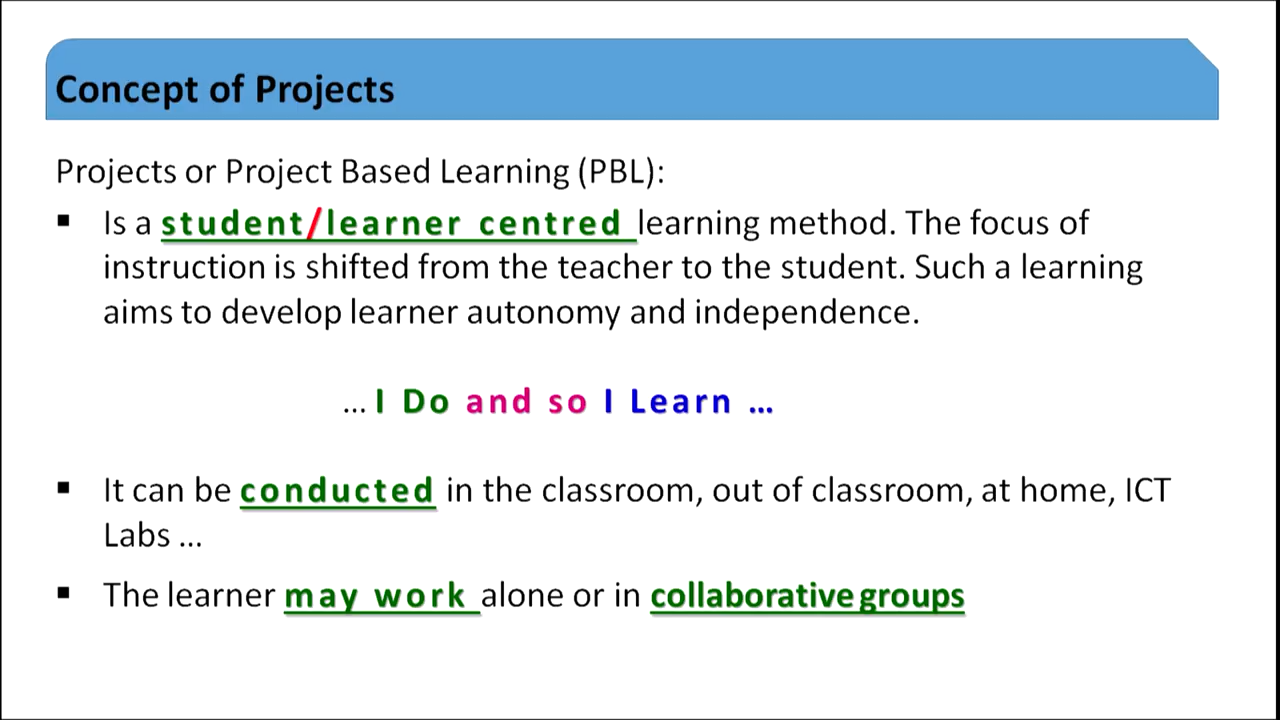 Concept of Projects
Projects or Project Based Learning (PBL):
▪ Is a student/learner centred learning method. The focus of
instruction is shifted from the teacher to the student. Such a learning
aims to develop learner autonomy and independence.
... I Do and so I Learn ...
▪ It can be conducted in the classroom, out of classroom, at home, ICT
Labs ...
▪ The learner may work alone or in collaborative groups